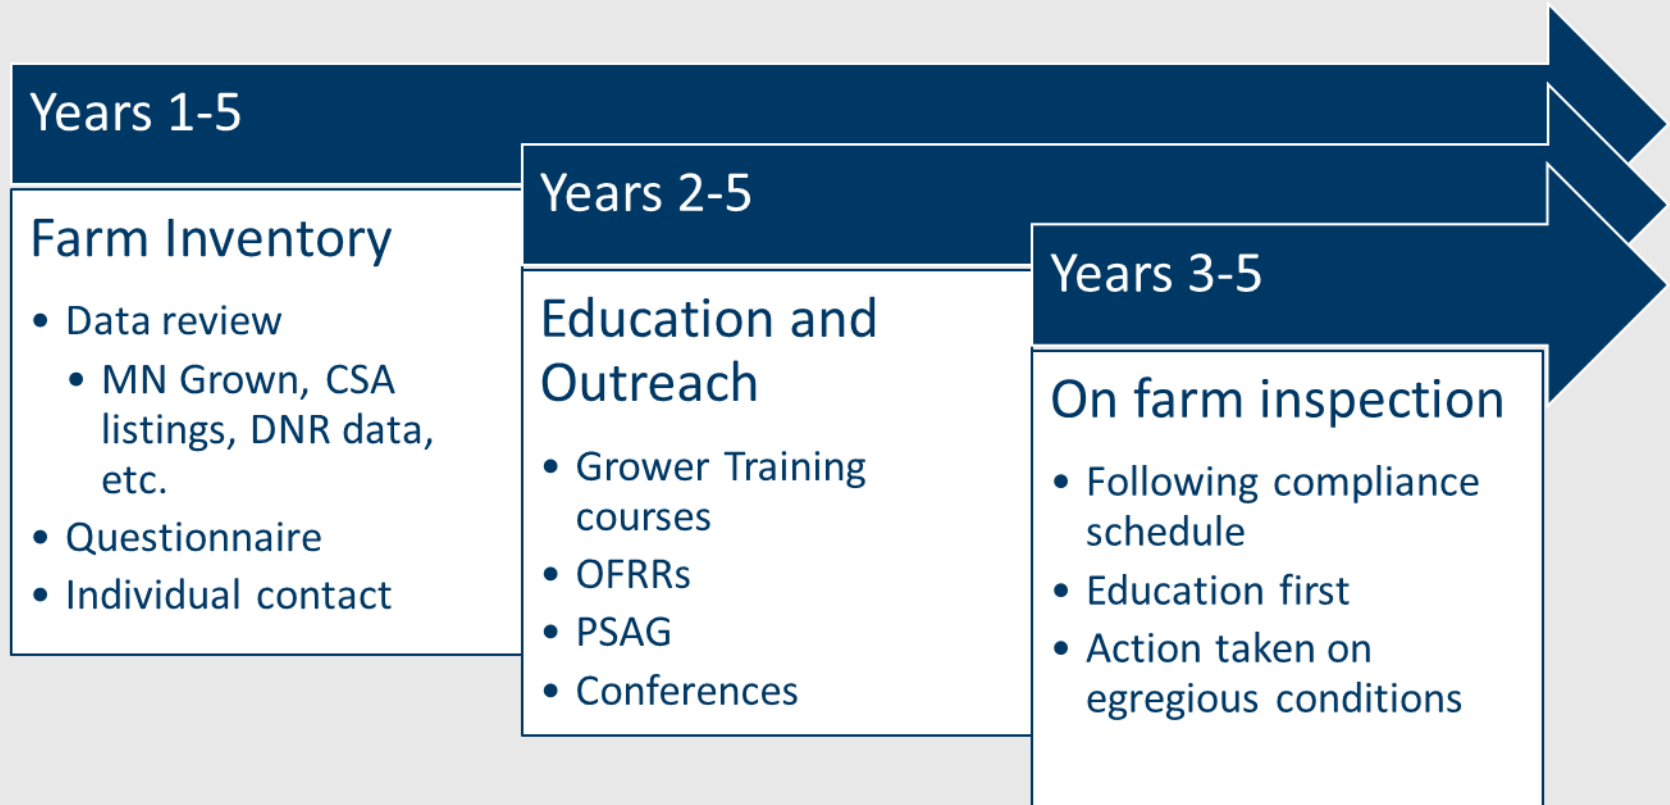 Years 1-5
Farm Inventory
• Data review
• MN Grown, CSA
listings, DNR data,
etc.
• Questionnaire
• Individual contact
Years 2-5
Education and
Outreach
• Grower Training
courses
• OFRRs
• PSAG
• Conferences
Years 3-5
On farm inspection
• Following compliance
schedule
• Education first
• Action taken on
egregious conditions